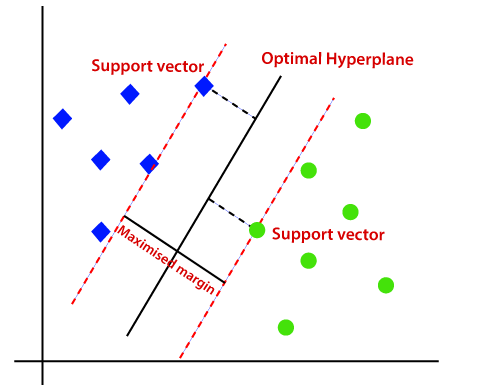 Optimal Hyperplane
Support vector
Support vector
Maximised margin